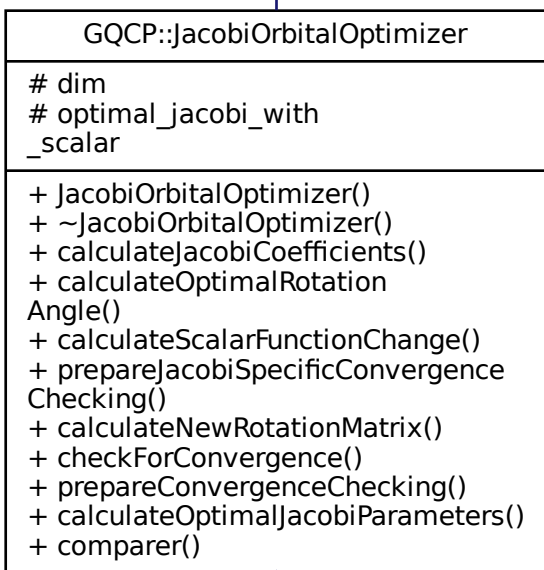 GQCP::JacobiOrbitalOptimizer
# dim
# optimal_jacobi_with
_scalar
+ JacobiOrbitalOptimizer()
+ ~JacobiOrbitalOptimizer()
+ calculateJacobiCoefficients()
+ calculateOptimalRotation
Angle()
+ calculateScalarFunctionChange()
+ prepareJacobiSpecificConvergence
Checking()
+ calculateNewRotationMatrix()
+ checkForConvergence()
+ prepareConvergenceChecking()
+ calculateOptimalJacobiParameters()
+ comparer()